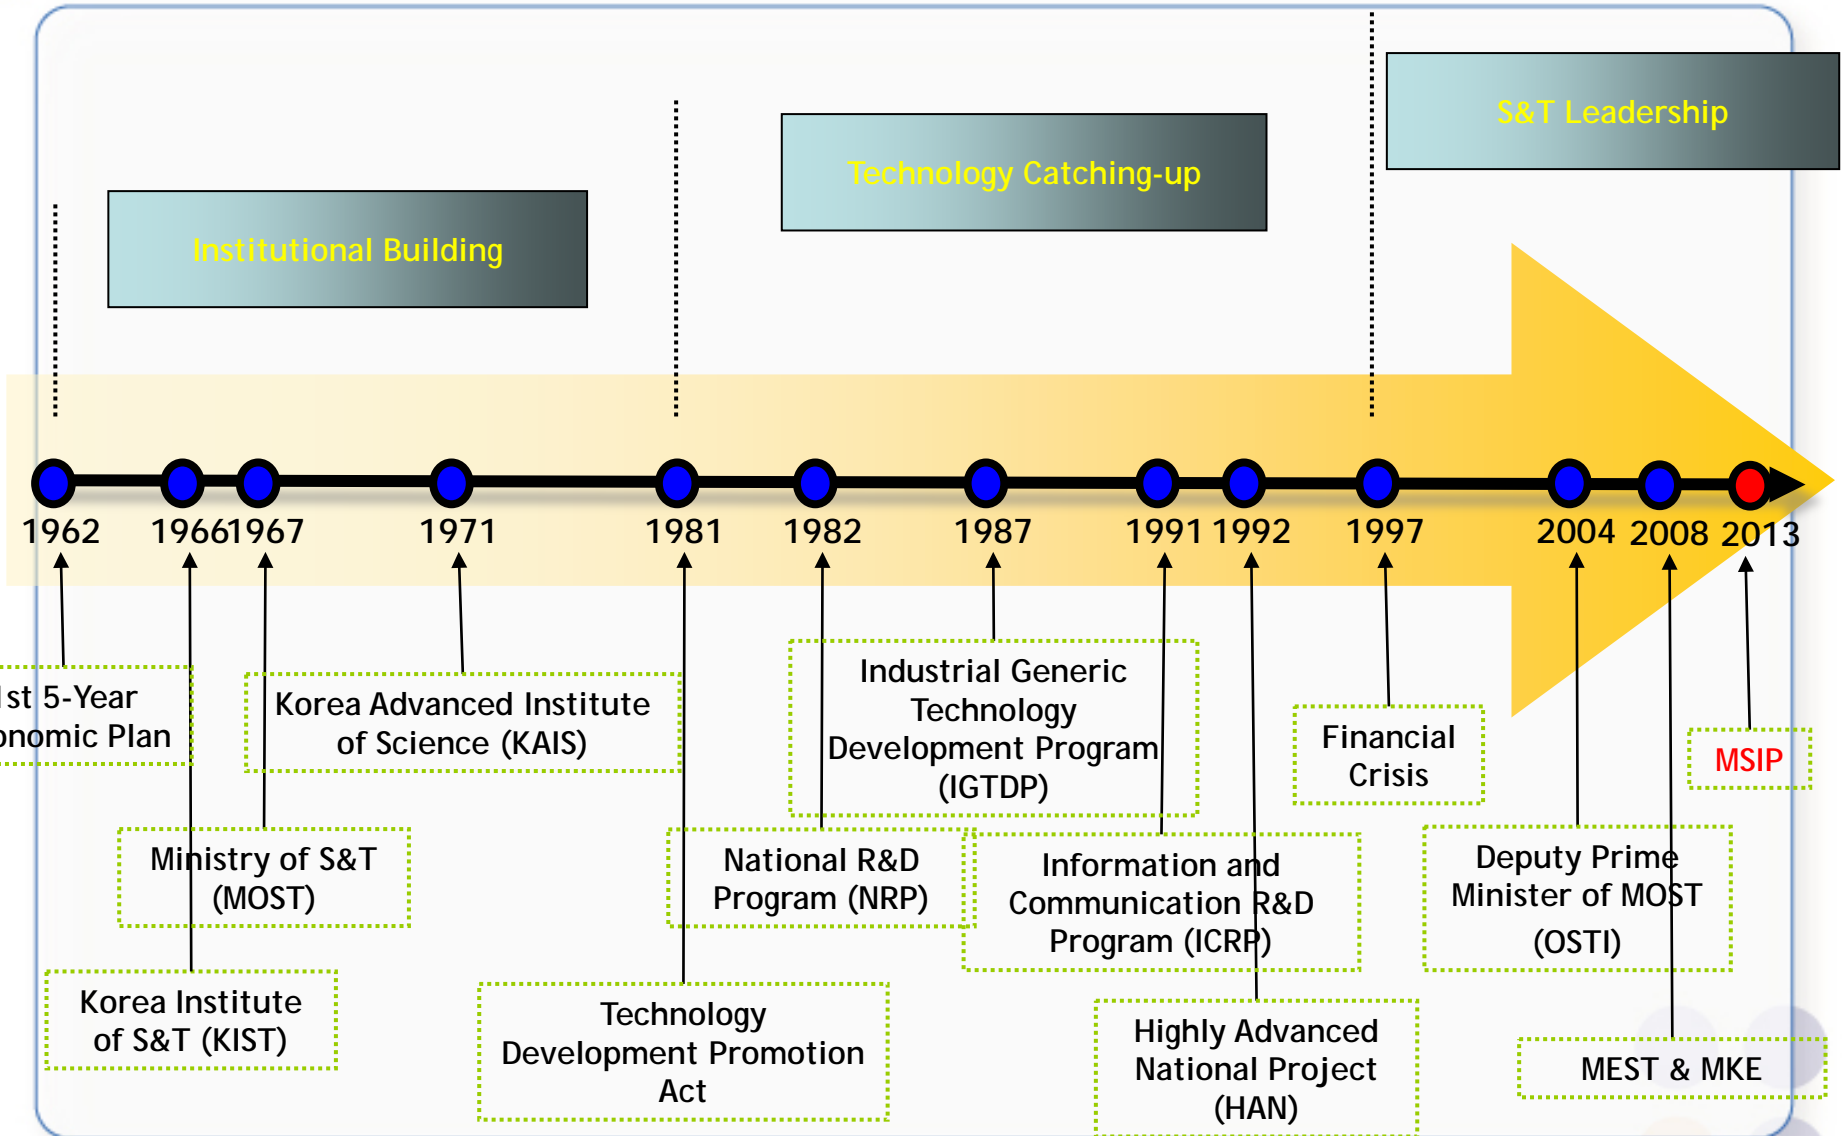 S&T Leadership
Technology Catching-up
Institutional Building
1962
1966
1967
1971
1981
1982
1987
1991
1992
1997
2004
2008
2013
1st 5-Year
onomic Plan
Korea Advanced Institute
of Science (KAIS)
Industrial Generic
Technology
Development Program
(IGTDP)
Financial
Crisis
MSIP
Ministry of S&T
(MOST)
National R&D
Program (NRP)
Information and
Communication R&D
Program (ICRP)
Deputy Prime
Minister of MOST
(OSTI)
Korea Institute
of S&T (KIST)
Technology
Development Promotion
Act
Highly Advanced
National Project
(HAN)
MEST & MKE